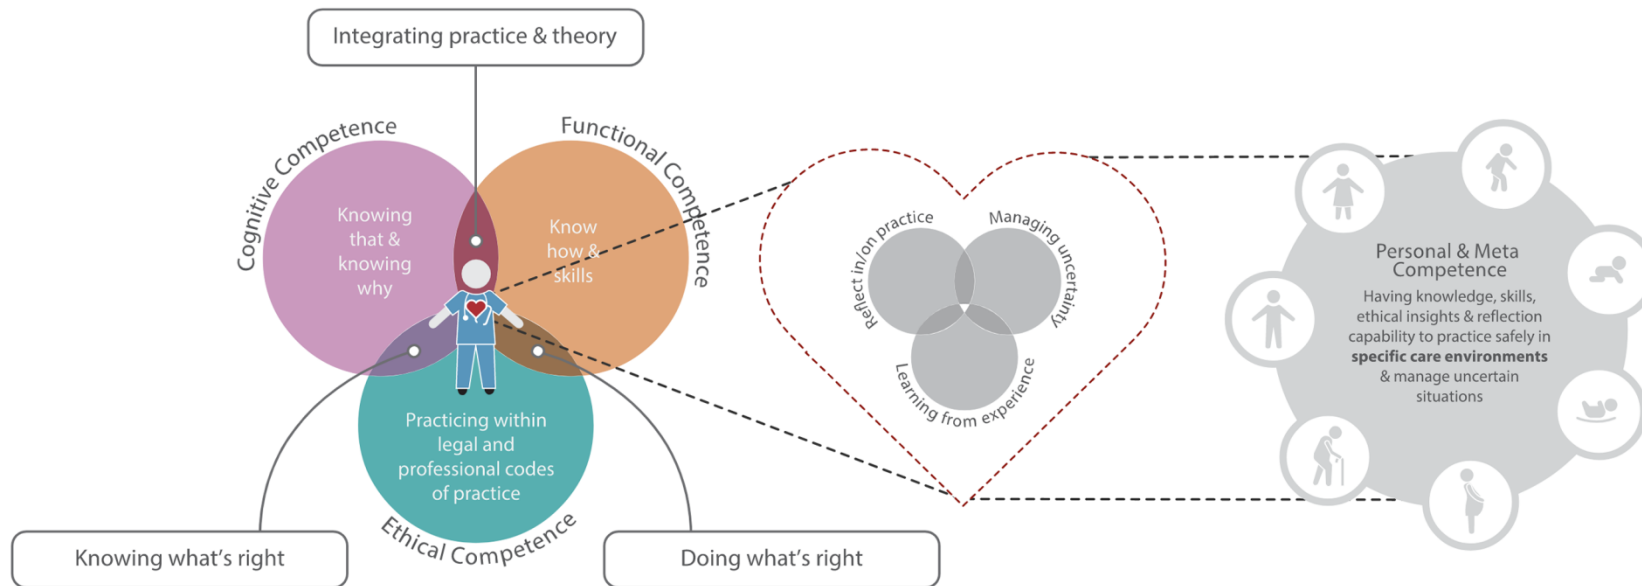 Integrating practice & theory
Cognitive Competence
Functional Competence
Knowing
that &
knowing
why
Know
how &
skills
Practicing within
legal and
professional codes
of practice
Ethical Competence
Knowing what's right
Doing what's right
Reflect in/on practice
Managing uncertainty
Learning from experience
Personal & Meta
Competence
Having knowledge, skills,
ethical insights & reflection
capability to practice safely in
specific care environments
& manage uncertain
situations